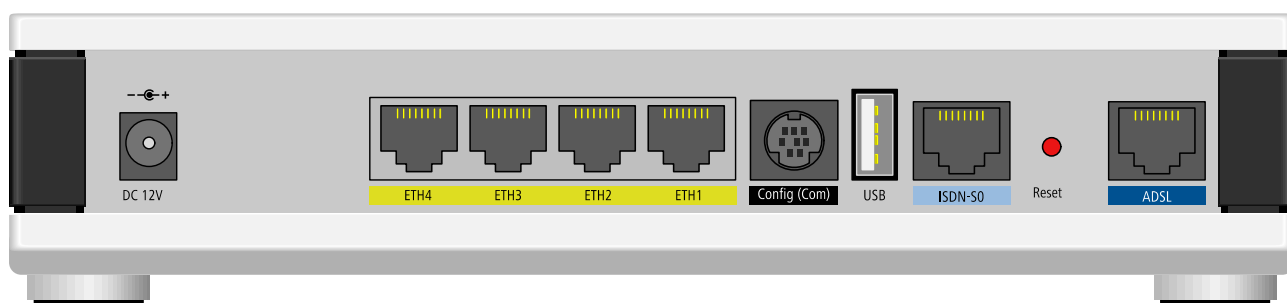 DC 12V
ETH4
ETH3
ETH2
ETH1
Config (Com)
USB
ISDN-S0
Reset
ADSL